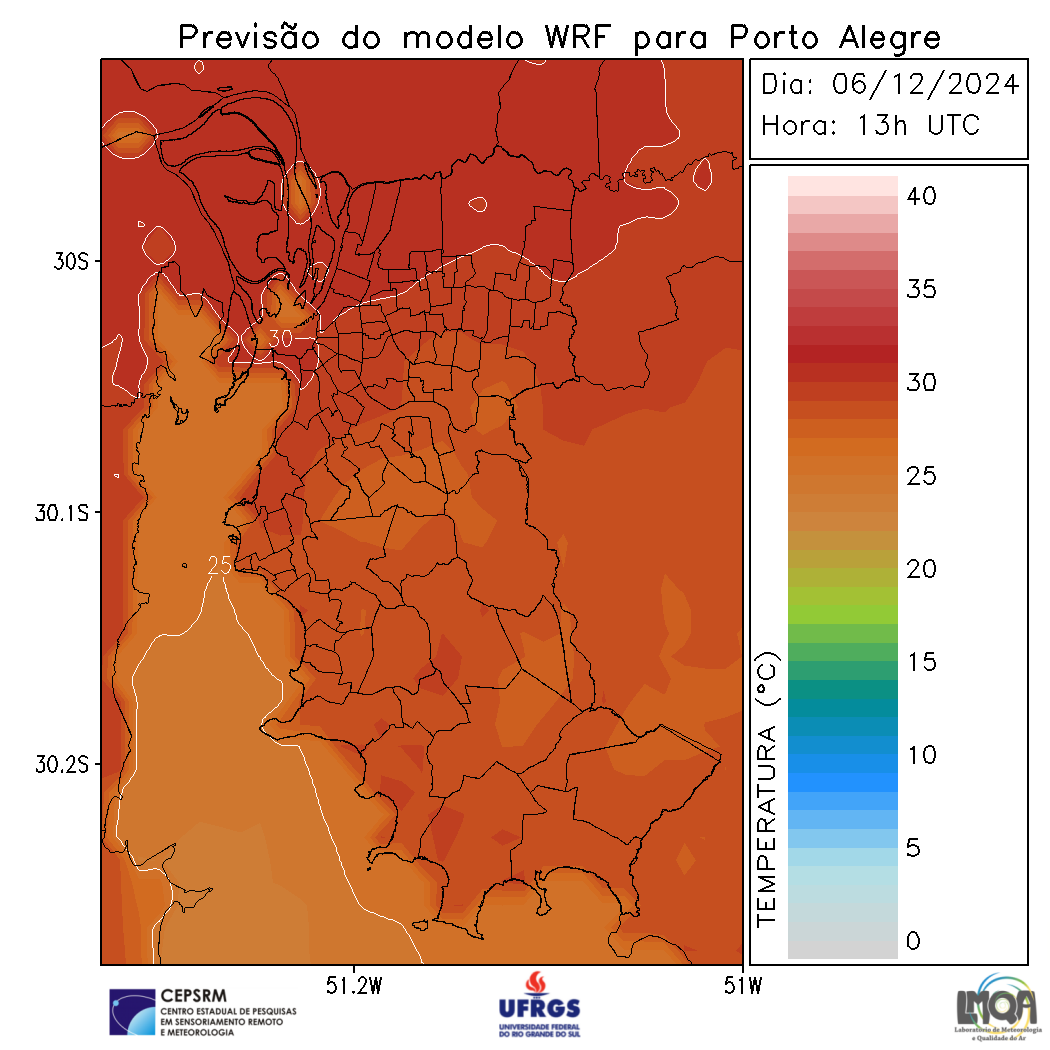 Previsão do modelo WRF para Porto Alegre
Dia: 06/12/2024
Hora: 13h UTC
30S
30.1S
30.2S
51.2W
51W
30
25
TEMPERATURA (°C)
40
35
30
25
20
15
10
5
0
CEPSRM
CENTRO ESTADUAL DE PESQUISAS
EM SENSORIAMENTO REMOTO
E METEOROLOGIA
UFRGS
UNIVERSIDADE FEDERAL
DO RIO GRANDE DO SUL
LMQA
Laboratório de Meteorologia
e Qualidade do Ar